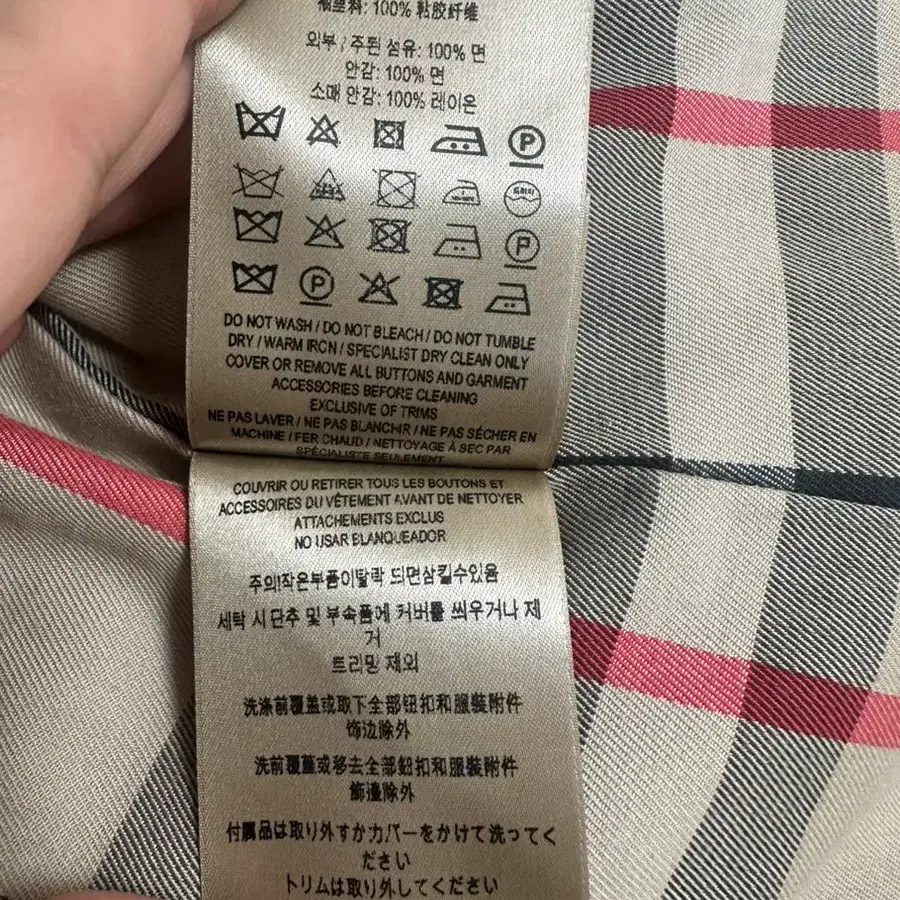 袖里料: 100% 粘胶纤维
외부 / 주된 섬유: 100% 면
안감: 100% 면
소매 안감: 100% 레이온
P
드라이
P
P
DO NOT WASH / DO NOT BLEACH / DO NOT TUMBLE
DRY / WARM IRON / SPECIALIST DRY CLEAN ONLY
COVER OR REMOVE ALL BUTTONS AND GARMENT
ACCESSORIES BEFORE CLEANING
EXCLUSIVE OF TRIMS
NE PAS LAVER / NE PAS BLANCHIR / NE PAS SÉCHER EN
MACHINE / FER CHAUD / NETTOYAGE À SEC PAR
SPÉCIALISTE SEULEMENT
COUVRIR OU RETIRER TOUS LES BOUTONS ET
ACCESSOIRES DU VÊTEMENT AVANT DE NETTOYER
ATTACHEMENTS EXCLUS
NO USAR BLANQUEADOR
주의!작은부품이탈락 되면삼킬수있음
세탁 시 단추 및 부속품에 커버를 씌우거나 제
거
트리밍 제외
洗涤前覆盖或取下全部钮扣和服装附件
饰边除外
洗前覆蓋或移去全部鈕扣和服裝附件
飾邊除外
付属品は取り外すかカバーをかけて洗ってく
ださい
トリムは取り外してください